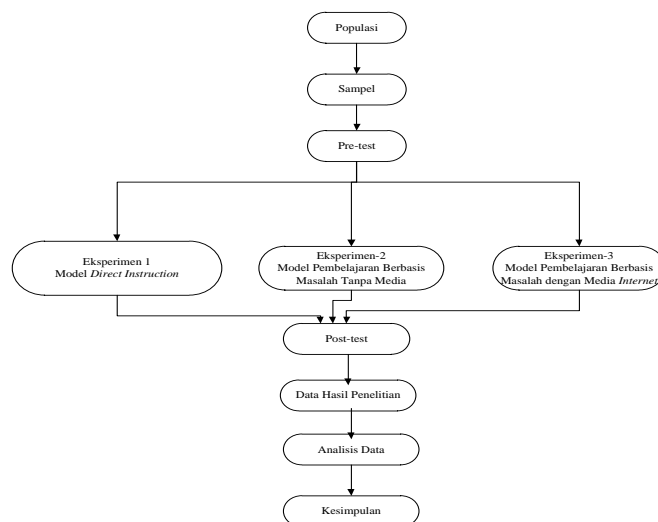 Populasi
Sampel
Pre-test
Eksperimen 1
Model Direct Instruction
Eksperimen-2
Model Pembelajaran Berbasis
Masalah Tanpa Media
Eksperimen-3
Model Pembelajaran Berbasis
Masalah dengan Media Internet
Post-test
Data Hasil Penelitian
Analisis Data
Kesimpulan